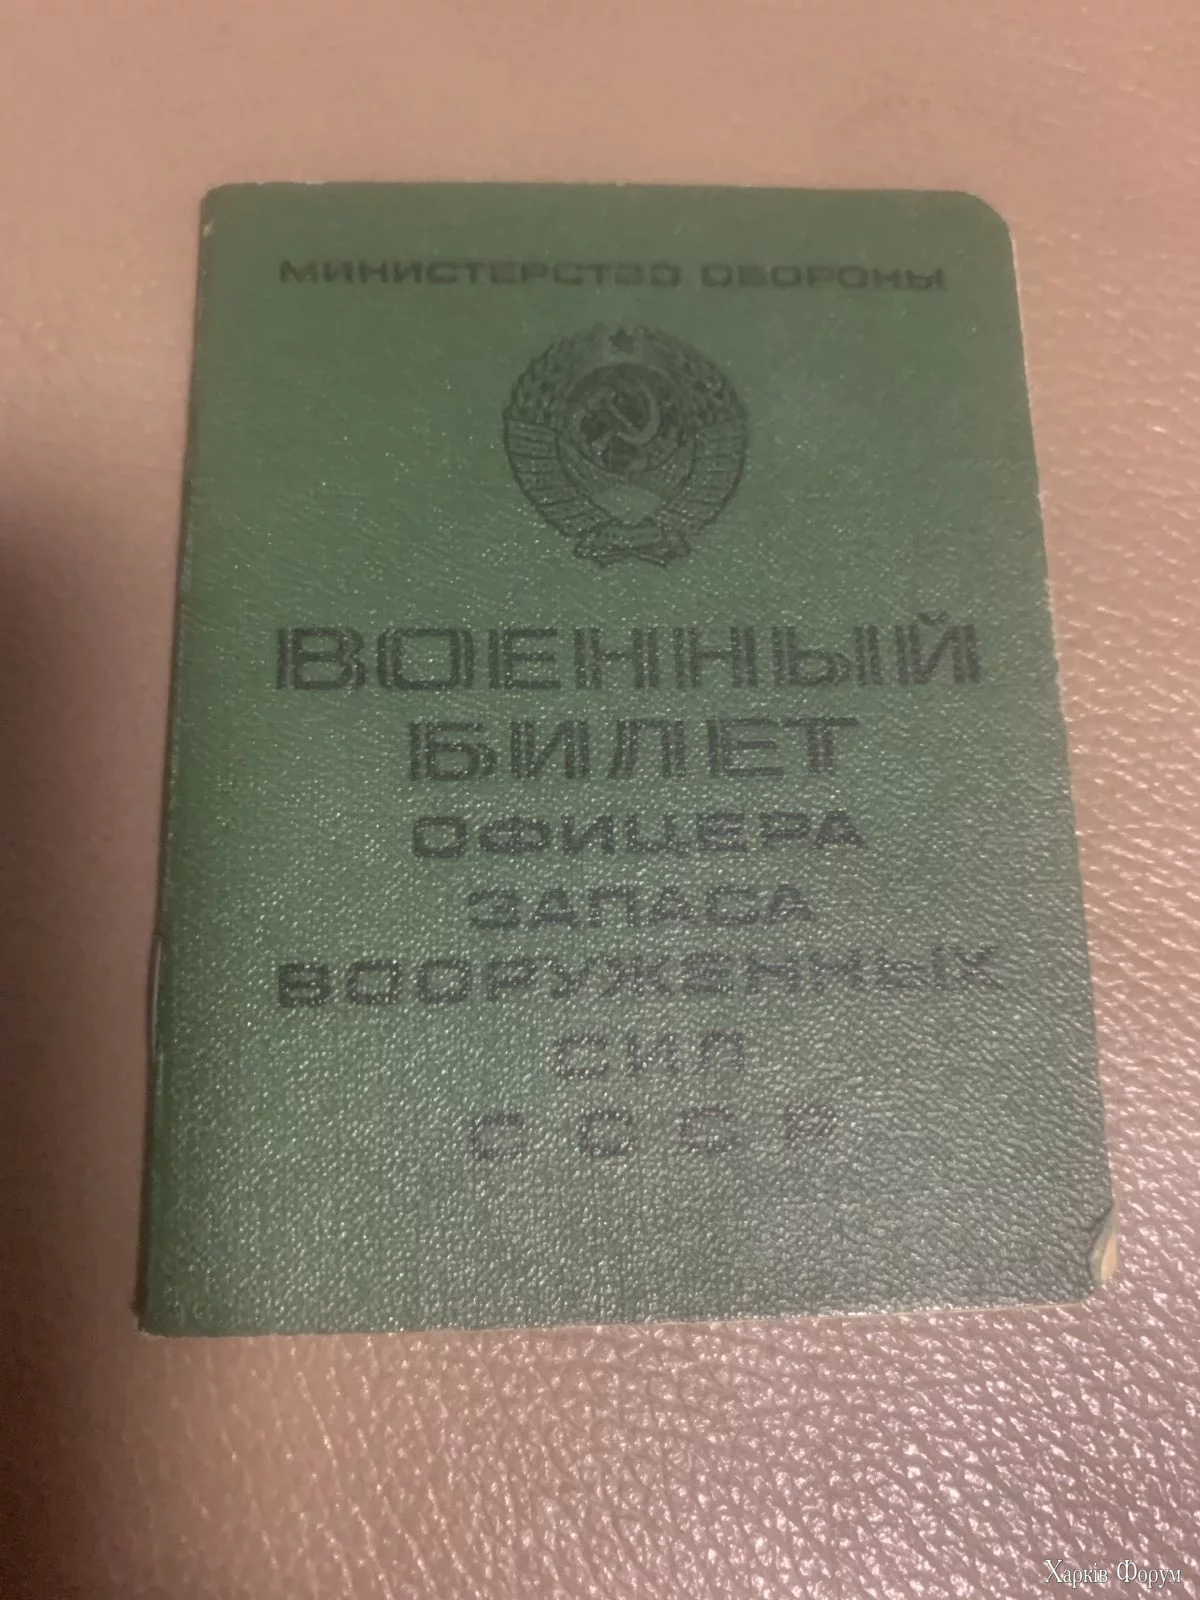 МИНИСТЕРСТВО ОБОРОНЫ
ВОЕННЫЙ
БИЛЕТ
ОФИЦЕРА
ЗАПАСА
ВООРУЖЕННЫХ
СИЛ
СССР
Харків Форум